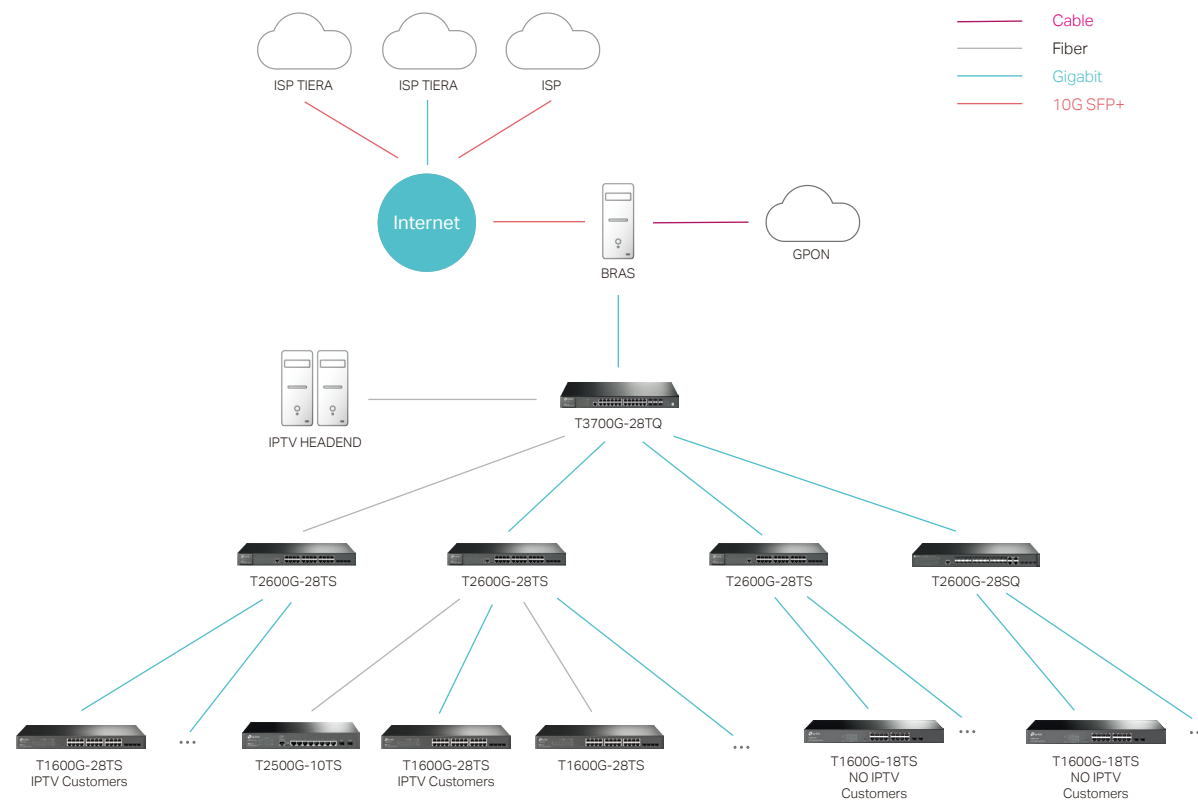 Cable
Fiber
Gigabit
10G SFP+
ISP TIERA
ISP TIERA
ISP
Internet
BRAS
GPON
IPTV HEADEND
T3700G-28TQ
T2600G-28TS
T2600G-28TS
T2600G-28TS
T2600G-28SQ
...
...
...
...
T1600G-28TS
IPTV Customers
T2500G-10TS
T1600G-28TS
IPTV Customers
T1600G-28TS
T1600G-18TS
NO IPTV
Customers
T1600G-18TS
NO IPTV
Customers